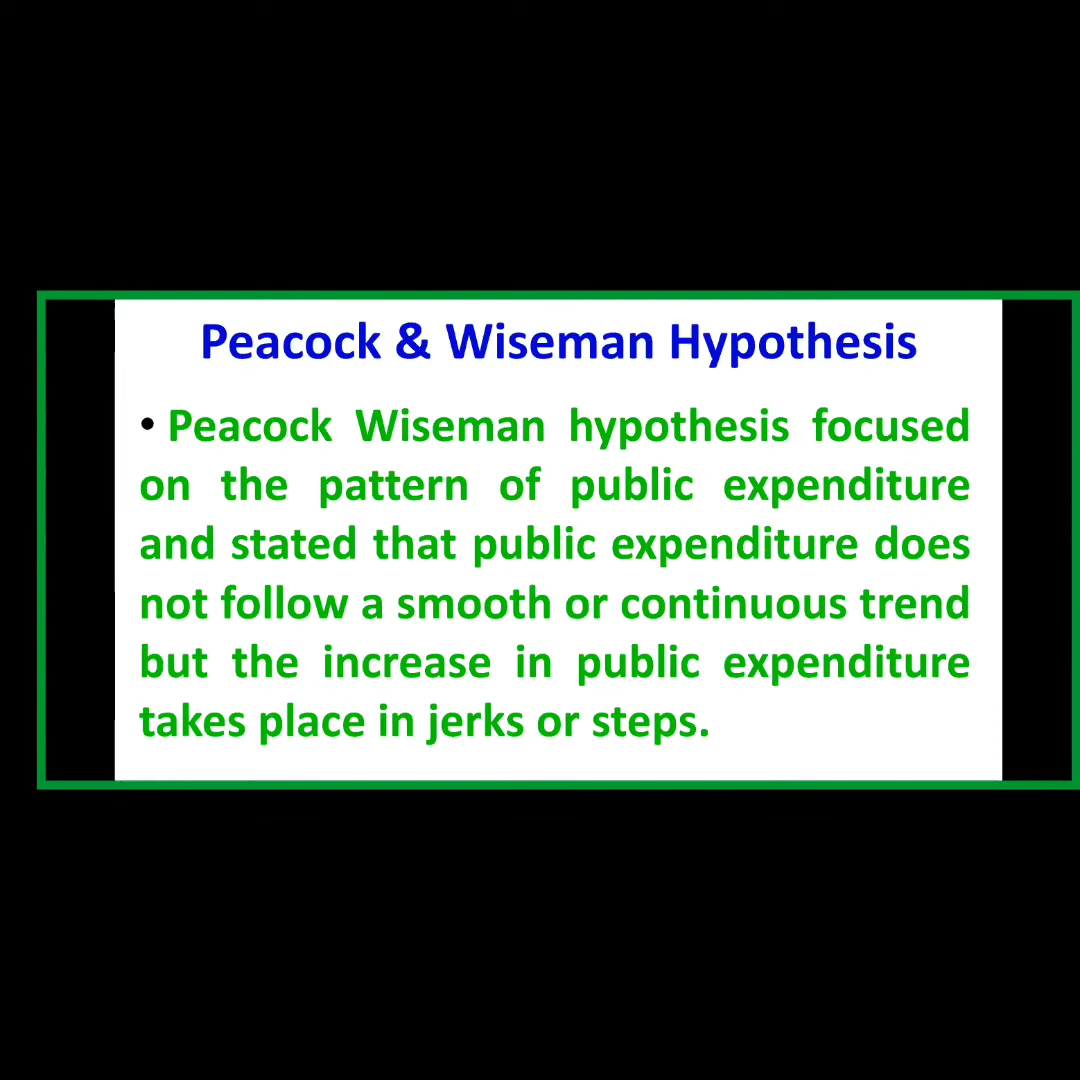 Peacock & Wiseman Hypothesis
• Peacock Wiseman hypothesis focused
on the pattern of public expenditure
and stated that public expenditure does
not follow a smooth or continuous trend
but the increase in public expenditure
takes place in jerks or steps.